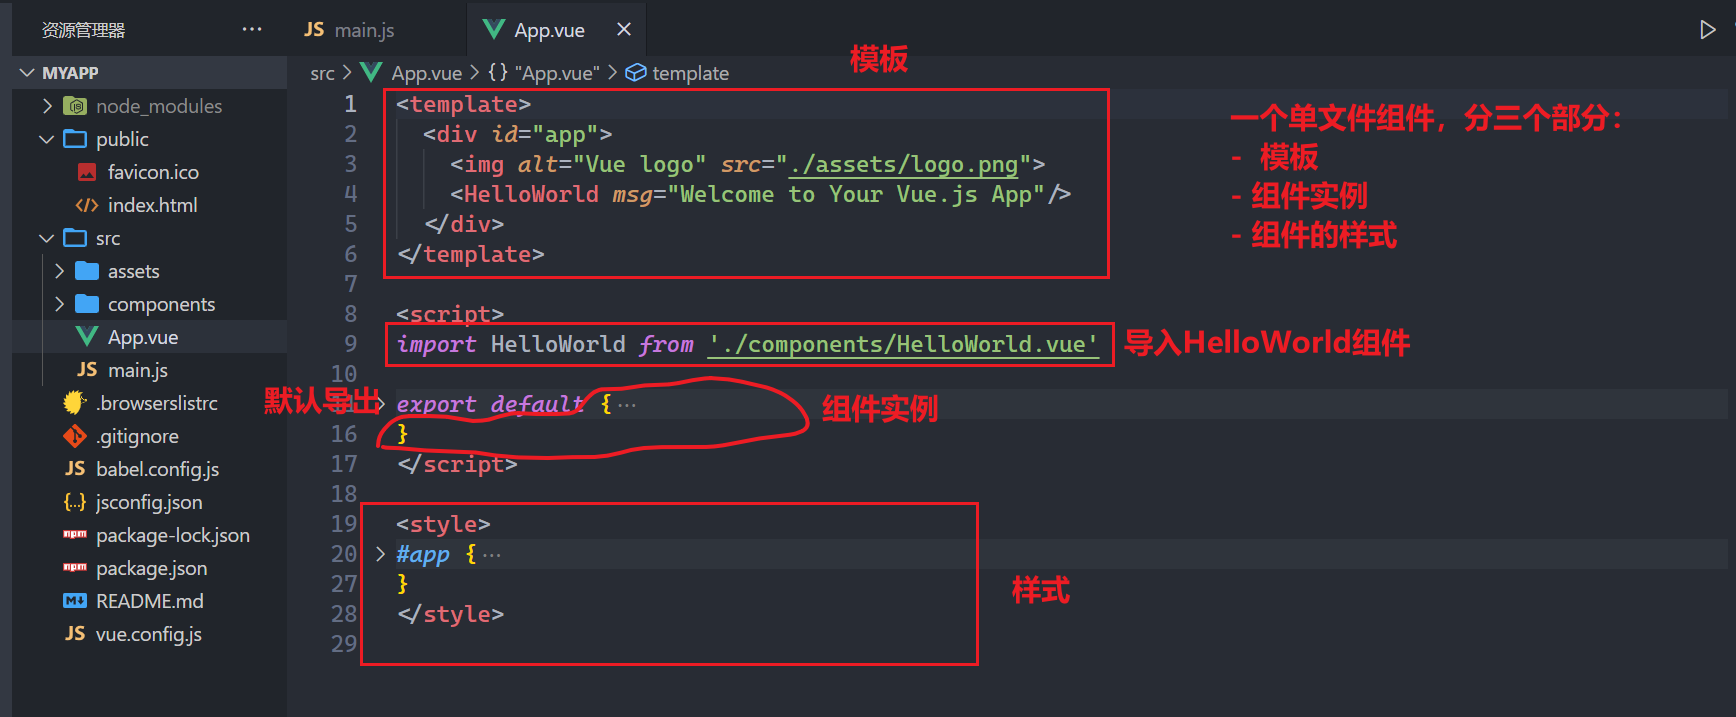 资源管理器 ···
JS main.js
App.vue ×
MYAPP
node_modules
public
favicon.ico
index.html
src
assets
components
App.vue
JS main.js
.browserslistrc
.gitignore
JS babel.config.js
{..} jsconfig.json
npm package-lock.json
npm package.json
M↓ README.md
JS vue.config.js
src > App.vue > {} "App.vue" > template
模板
1 <template>
2 <div id="app">
3 <img alt="Vue logo" src="./assets/logo.png">
4 <HelloWorld msg="Welcome to Your Vue.js App"/>
5 </div>
6 </template>
7
8 <script>
9 import HelloWorld from './components/HelloWorld.vue'
导入HelloWorld组件
10
默认导出
export default {···
组件实例
16 }
17 </script>
18
19 <style>
20 #app {···
27 }
28 </style>
29
样式
一个单文件组件，分三个部分：
- 模板
- 组件实例
- 组件的样式